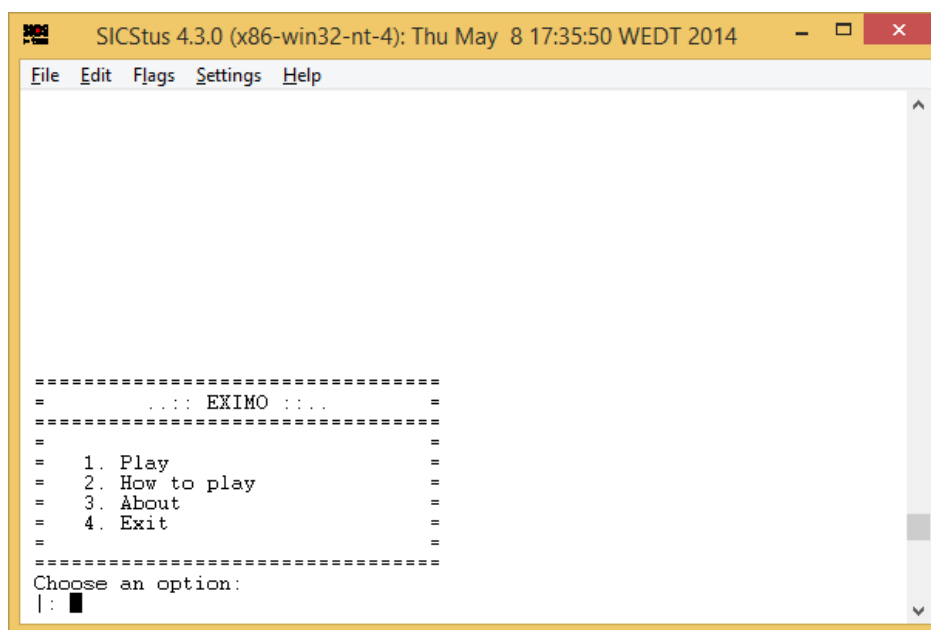 SICStus 4.3.0 (x86-win32-nt-4): Thu May 8 17:35:50 WEDT 2014
File Edit Flags Settings Help
=================================
= ..:: EXIMO ::.. =
=================================
= =
= 1. Play =
= 2. How to play =
= 3. About =
= 4. Exit =
= =
=================================
Choose an option:
|: